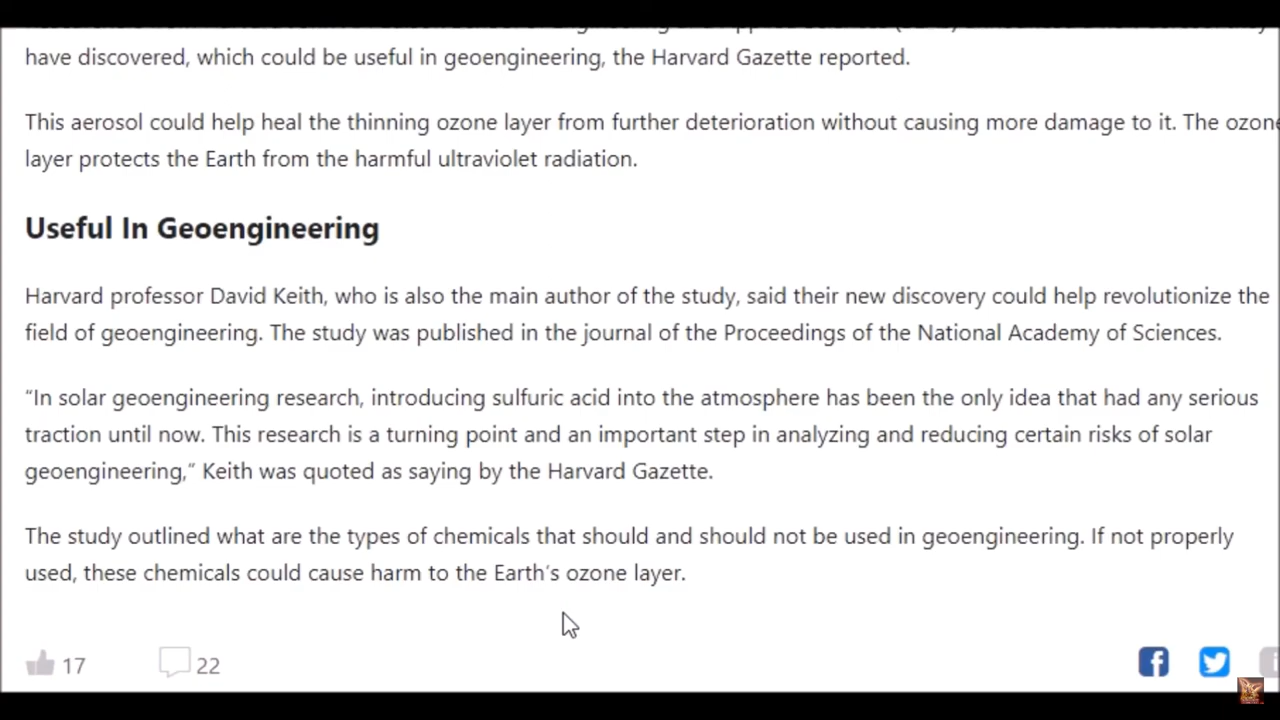 have discovered, which could be useful in geoengineering, the Harvard Gazette reported.
This aerosol could help heal the thinning ozone layer from further deterioration without causing more damage to it. The ozone
layer protects the Earth from the harmful ultraviolet radiation.
Useful In Geoengineering
Harvard professor David Keith, who is also the main author of the study, said their new discovery could help revolutionize the
field of geoengineering. The study was published in the journal of the Proceedings of the National Academy of Sciences.
“In solar geoengineering research, introducing sulfuric acid into the atmosphere has been the only idea that had any serious
traction until now. This research is a turning point and an important step in analyzing and reducing certain risks of solar
geoengineering,” Keith was quoted as saying by the Harvard Gazette.
The study outlined what are the types of chemicals that should and should not be used in geoengineering. If not properly
used, these chemicals could cause harm to the Earth's ozone layer.
17 22